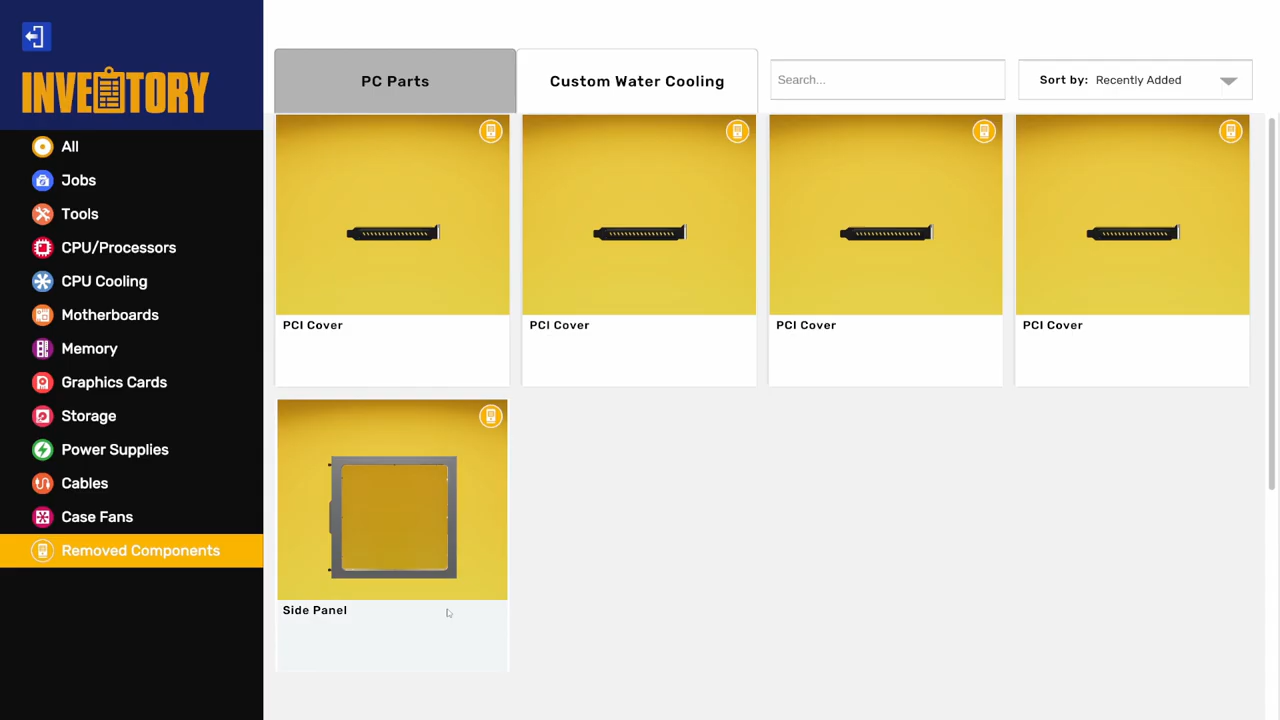 INVENTORY
All
Jobs
Tools
CPU/Processors
CPU Cooling
Motherboards
Memory
Graphics Cards
Storage
Power Supplies
Cables
Case Fans
Removed Components
PC Parts
Custom Water Cooling
Search...
Sort by: Recently Added
PCI Cover
PCI Cover
PCI Cover
PCI Cover
Side Panel